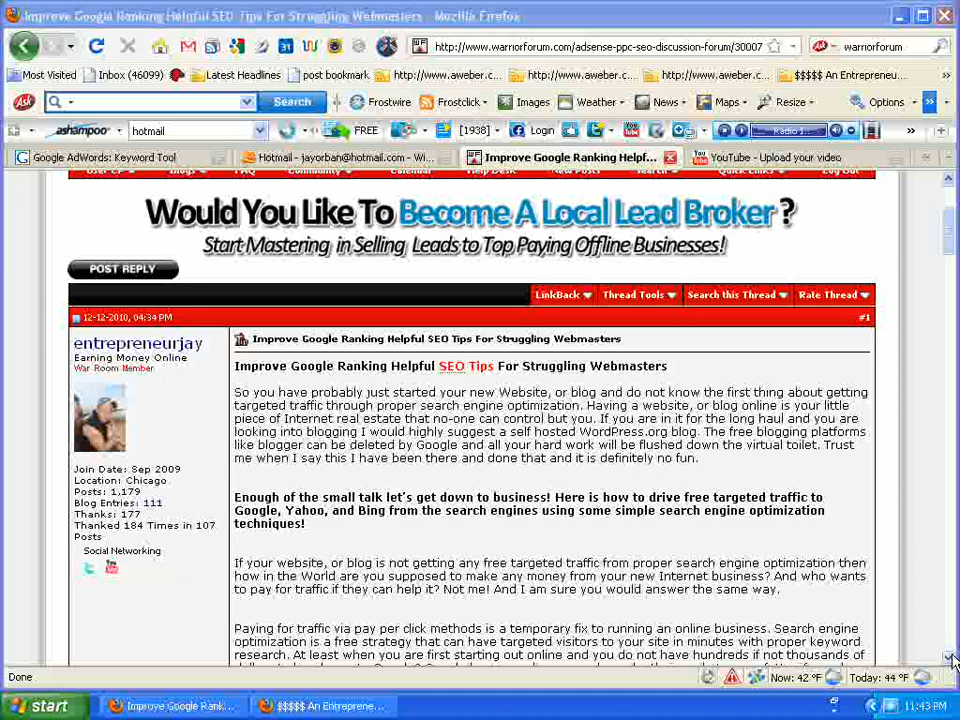 Improve Google Ranking Helpful SEO Tips For Struggling Webmasters - Mozilla Firefox
http://www.warriorforum.com/adsense-ppc-seo-discussion-forum/30007
warriorforum
Most Visited Inbox (46099) Latest Headlines post bookmark http://www.aweber.c... http://www.aweber.c... http://www.aweber.c... $$$$$ An Entrepreneu... »
Ask Search Frostwire Frostclick Images Weather News Maps Resize Options »
ashampoo hotmail FREE [1938] Login Radio 1 »
Google AdWords: Keyword Tool Hotmail - jayorban@hotmail.com - Wi... Improve Google Ranking Helpf... YouTube - Upload your video
User CP Blogs FAQ Community Calendar Help Desk New Posts Search Quick Links Log Out
Would You Like To Become A Local Lead Broker ?
Start Mastering in Selling Leads to Top Paying Offline Businesses!
POST REPLY
LinkBack Thread Tools Search this Thread Rate Thread
12-12-2010, 04:34 PM #1
entrepreneurjay
Earning Money Online
War Room Member
Join Date: Sep 2009
Location: Chicago
Posts: 1,179
Blog Entries: 111
Thanks: 177
Thanked 184 Times in 107
Posts
Social Networking
Improve Google Ranking Helpful SEO Tips For Struggling Webmasters
Improve Google Ranking Helpful SEO Tips For Struggling Webmasters
So you have probably just started your new Website, or blog and do not know the first thing about getting
targeted traffic through proper search engine optimization. Having a website, or blog online is your little
piece of Internet real estate that no-one can control but you. If you are in it for the long haul and you are
looking into blogging I would highly suggest a self hosted WordPress.org blog. The free blogging platforms
like blogger can be deleted by Google and all your hard work will be flushed down the virtual toilet. Trust
me when I say this I have been there and done that and it is definitely no fun.
Enough of the small talk let's get down to business! Here is how to drive free targeted traffic to
Google, Yahoo, and Bing from the search engines using some simple search engine optimization
techniques!
If your website, or blog is not getting any free targeted traffic from proper search engine optimization then
how in the World are you supposed to make any money from your new Internet business? And who wants
to pay for traffic if they can help it? Not me! And I am sure you would answer the same way.
Paying for traffic via pay per click methods is a temporary fix to running an online business. Search engine
optimization is a free strategy that can have targeted visitors to your site in minutes with proper keyword
research. At least when you are first starting out online and you do not have hundreds if not thousands of
Done Now: 42 °F Today: 44 °F
start Improve Google Rank... $$$$$ An Entreprene... 11:43 PM